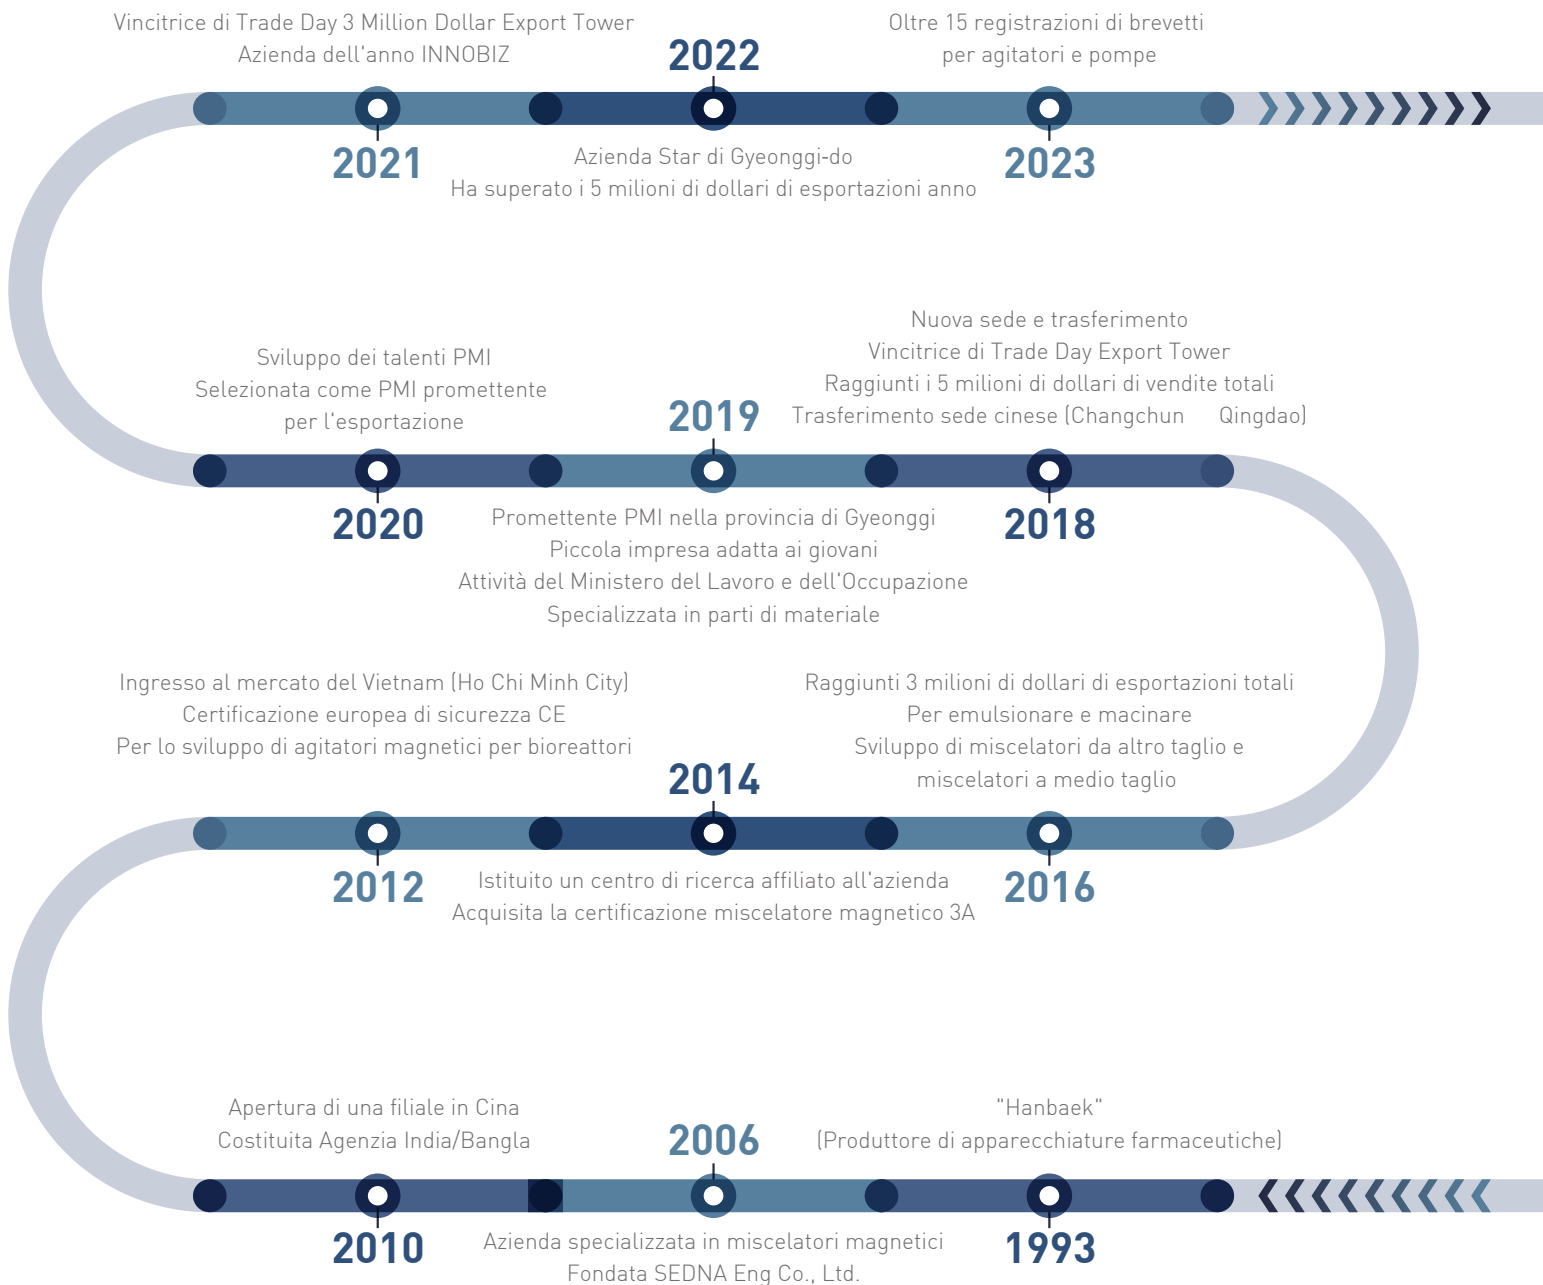 Vincitrice di Trade Day 3 Million Dollar Export Tower
Azienda dell'anno INNOBIZ
2021
2022
Azienda Star di Gyeonggi-do
Ha superato i 5 milioni di dollari di esportazioni anno
Oltre 15 registrazioni di brevetti
per agitatori e pompe
2023
Sviluppo dei talenti PMI
Selezionata come PMI promettente
per l'esportazione
2020
2019
Promettente PMI nella provincia di Gyeonggi
Piccola impresa adatta ai giovani
Attività del Ministero del Lavoro e dell'Occupazione
Specializzata in parti di materiale
Nuova sede e trasferimento
Vincitrice di Trade Day Export Tower
Raggiunti i 5 milioni di dollari di vendite totali
Trasferimento sede cinese (Changchun Qingdao)
2018
Ingresso al mercato del Vietnam (Ho Chi Minh City)
Certificazione europea di sicurezza CE
Per lo sviluppo di agitatori magnetici per bioreattori
2012
2014
Istituito un centro di ricerca affiliato all'azienda
Acquisita la certificazione miscelatore magnetico 3A
Raggiunti 3 milioni di dollari di esportazioni totali
Per emulsionare e macinare
Sviluppo di miscelatori da altro taglio e
miscelatori a medio taglio
2016
Apertura di una filiale in Cina
Costituita Agenzia India/Bangla
2010
2006
Azienda specializzata in miscelatori magnetici
Fondata SEDNA Eng Co., Ltd.
"Hanbaek"
(Produttore di apparecchiature farmaceutiche)
1993